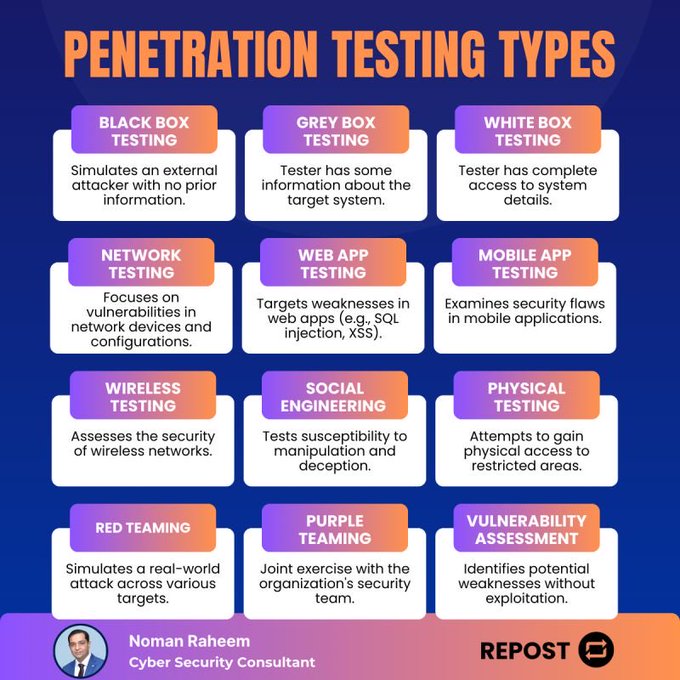 PENETRATION TESTING TYPES
BLACK BOX
TESTING
Simulates an external
attacker with no prior
information.
GREY BOX
TESTING
Tester has some
information about the
target system.
WHITE BOX
TESTING
Tester has complete
access to system
details.
NETWORK
TESTING
Focuses on
vulnerabilities in
network devices and
configurations.
WEB APP
TESTING
Targets weaknesses in
web apps (e.g., SQL
injection, XSS).
MOBILE APP
TESTING
Examines security flaws
in mobile applications.
WIRELESS
TESTING
Assesses the security
of wireless networks.
SOCIAL
ENGINEERING
Tests susceptibility to
manipulation and
deception.
PHYSICAL
TESTING
Attempts to gain
physical access to
restricted areas.
RED TEAMING
Simulates a real-world
attack across various
targets.
PURPLE
TEAMING
Joint exercise with the
organization's security
team.
VULNERABILITY
ASSESSMENT
Identifies potential
weaknesses without
exploitation.
Noman Raheem
Cyber Security Consultant
REPOST